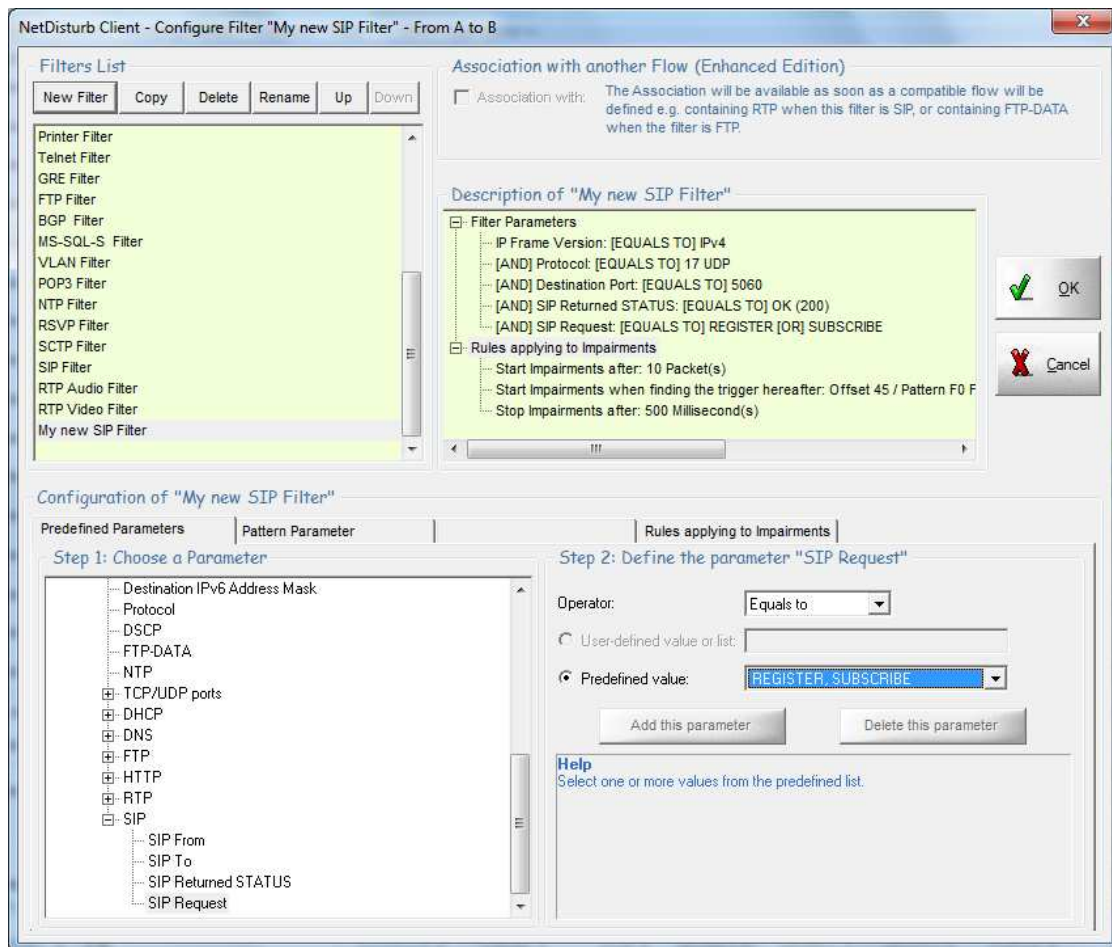 NetDisturb Client - Configure Filter "My new SIP Filter" - From A to B
Filters List
New Filter
Copy
Delete
Rename
Up
Down
Printer Filter
Telnet Filter
GRE Filter
FTP Filter
BGP Filter
MS-SQL-S Filter
VLAN Filter
POP3 Filter
NTP Filter
RSVP Filter
SCTP Filter
SIP Filter
RTP Audio Filter
RTP Video Filter
My new SIP Filter
Association with another Flow (Enhanced Edition)
Association with:
The Association will be available as soon as a compatible flow will be
defined e.g. containing RTP when this filter is SIP, or containing FTP-DATA
when the filter is FTP.
Description of "My new SIP Filter"
Filter Parameters
IP Frame Version: [EQUALS TO] IPv4
[AND] Protocol: [EQUALS TO] 17 UDP
[AND] Destination Port: [EQUALS TO] 5060
[AND] SIP Returned STATUS: [EQUALS TO] OK (200)
[AND] SIP Request: [EQUALS TO] REGISTER [OR] SUBSCRIBE
Rules applying to Impairments
Start Impairments after: 10 Packet(s)
Start Impairments when finding the trigger hereafter: Offset 45 / Pattern F0 F
Stop Impairments after: 500 Millisecond(s)
OK
Cancel
Configuration of "My new SIP Filter"
Predefined Parameters
Pattern Parameter
Rules applying to Impairments
Step 1: Choose a Parameter
Destination IPv6 Address Mask
Protocol
DSCP
FTP-DATA
NTP
TCP/UDP ports
DHCP
DNS
FTP
HTTP
RTP
SIP
SIP From
SIP To
SIP Returned STATUS
SIP Request
Step 2: Define the parameter "SIP Request"
Operator:
Equals to
User-defined value or list:
Predefined value:
REGISTER, SUBSCRIBE
Add this parameter
Delete this parameter
Help
Select one or more values from the predefined list.